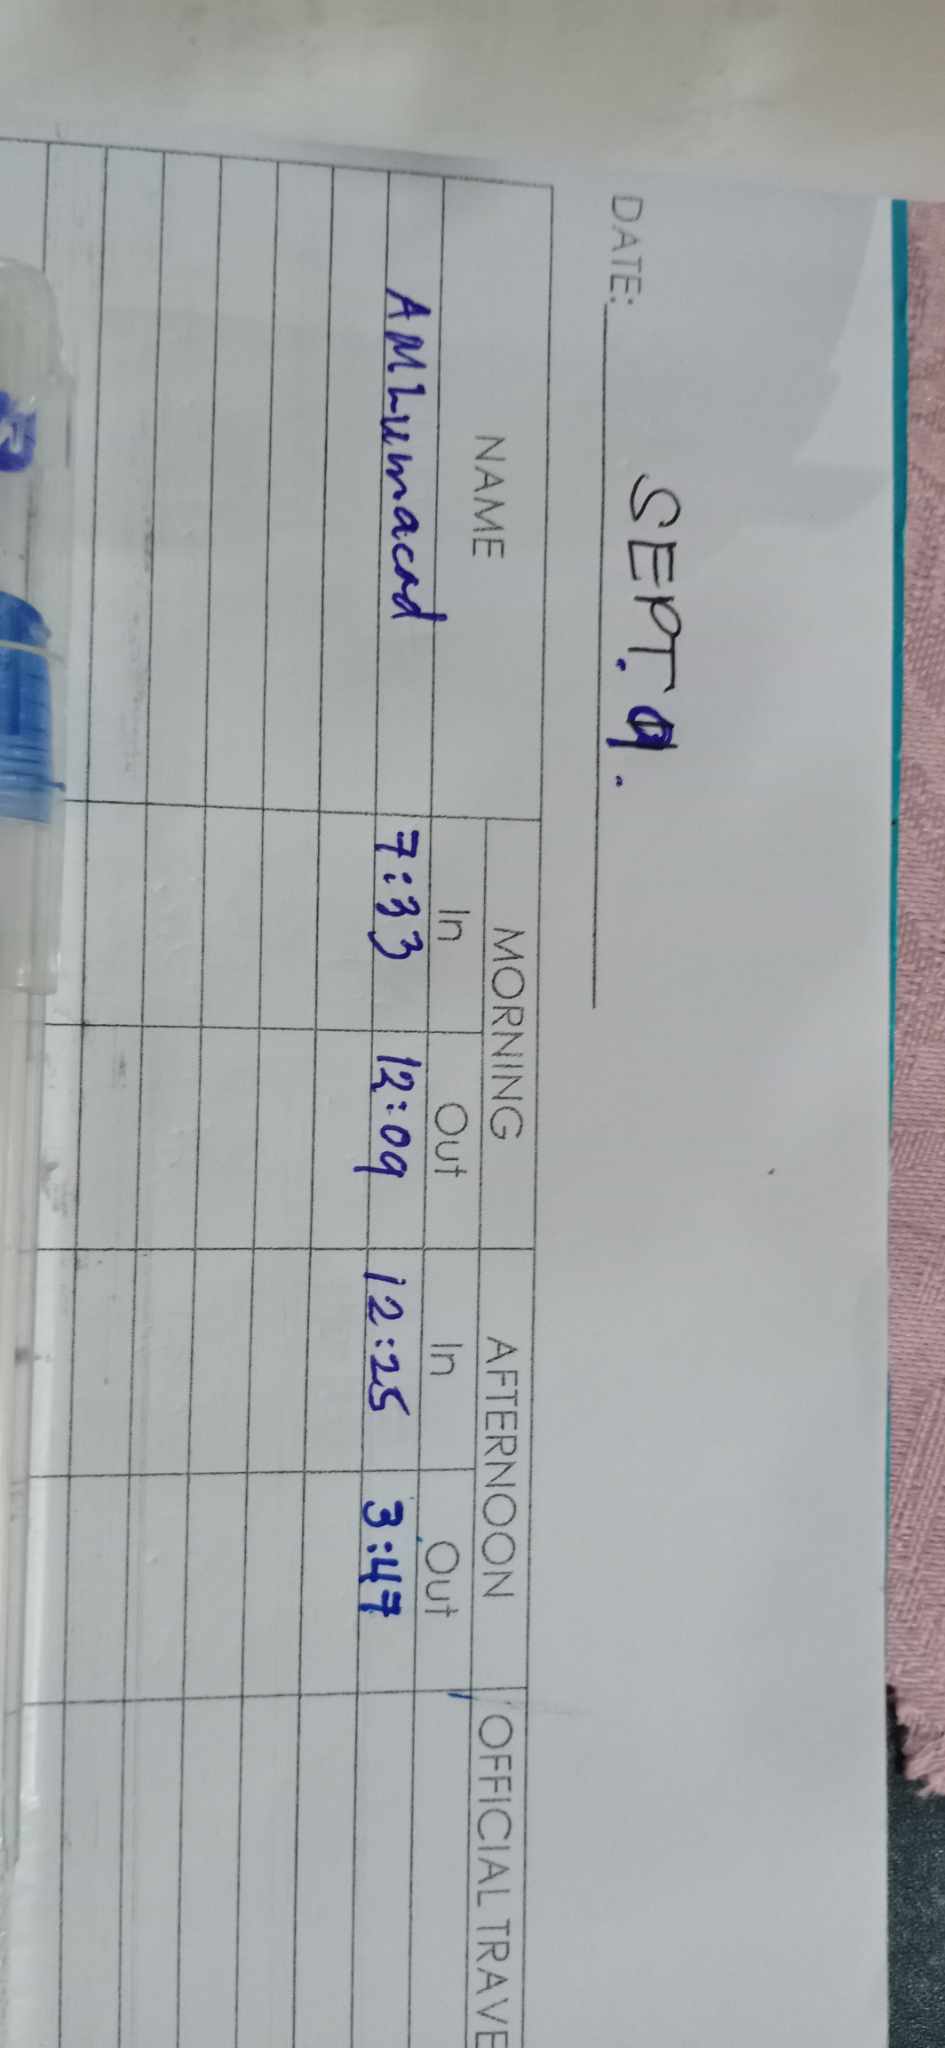 DATE: SEPT. 9.
NAME MORNING AFTERNOON OFFICIAL TRAVE
In Out In Out
AMLumacad 7:33 12:09 12:25 3:47